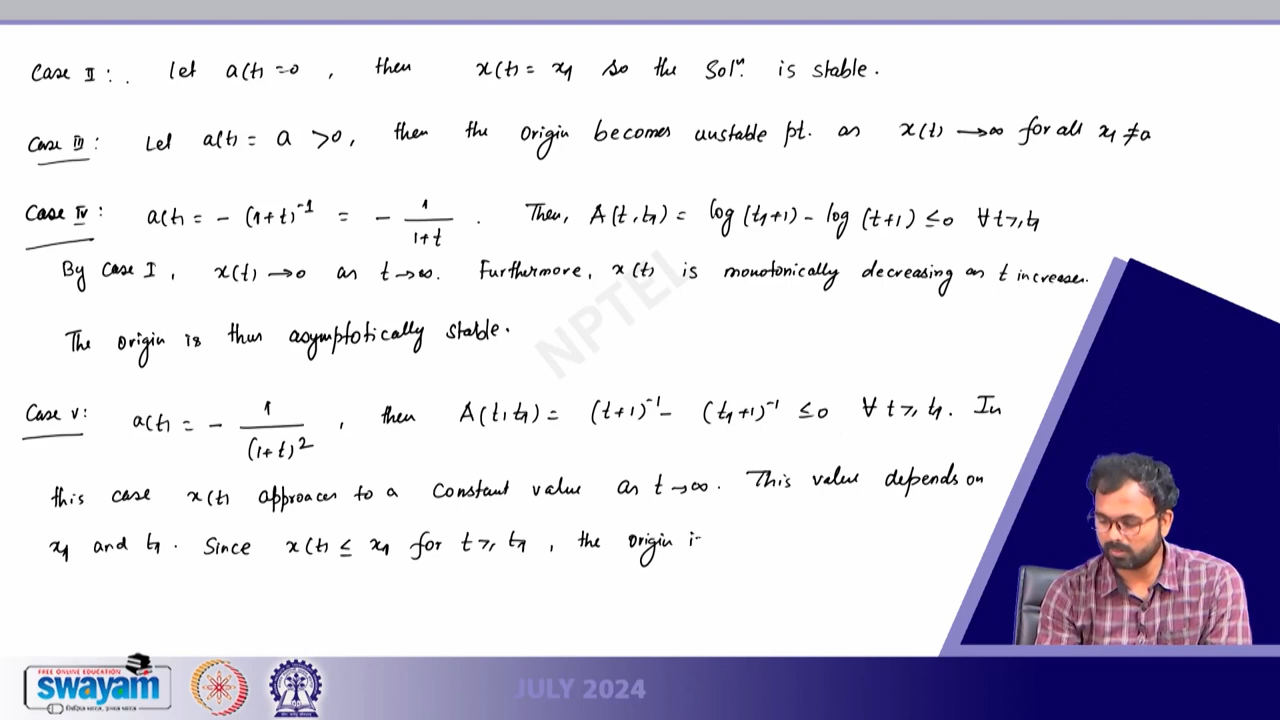 Case II : . Let a(t) = 0 , then x(t) = x₁ so the Solⁿ. is stable.
Case III : Let a(t) = a > 0, then the Origin becomes unstable pt. as x(t) → ∞ for all x₁ ≠ 0
Case IV : a(t) = - (1+t)⁻¹ = - 1/(1+t) . Then, A(t, t₁) = log (t₁+1) - log (t+1) ≤ 0 ∀ t ≥ t₁
By Case I, x(t) → 0 as t → ∞. Furthermore, x(t) is monotonically decreasing as t increases.
The Origin is thus asymptotically stable.
Case V : a(t) = - 1/(1+t)² , then A(t, t₁) = (t+1)⁻¹ - (t₁+1)⁻¹ ≤ 0 ∀ t ≥ t₁. In
this case x(t) approaces to a constant value as t → ∞. This value depends on
x₁ and t₁. Since x(t) ≤ x₁ for t ≥ t₁, the origin i
NPTEL
FREE ONLINE EDUCATION
swayam
JULY 2024